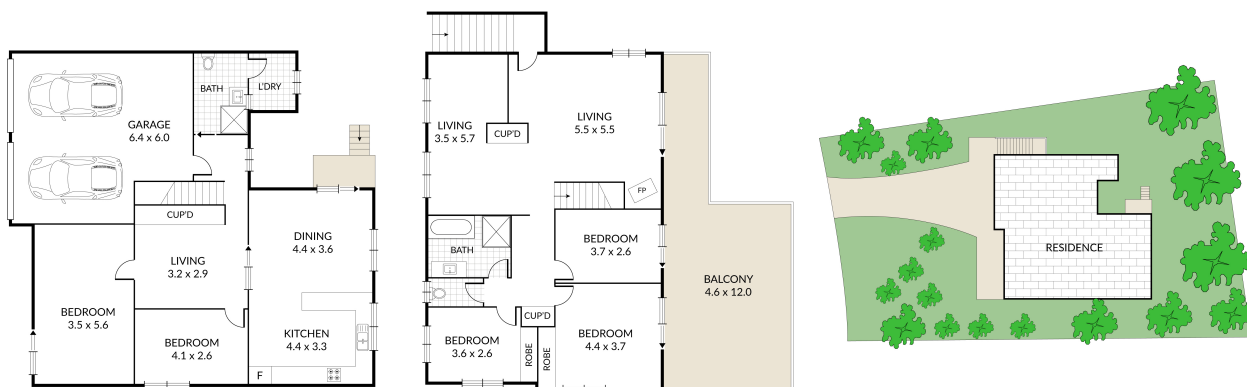 BATH
L'DRY
GARAGE
6.4 x 6.0
CUP'D
DINING
4.4 x 3.6
LIVING
3.2 x 2.9
BEDROOM
3.5 x 5.6
KITCHEN
4.4 x 3.3
BEDROOM
4.1 x 2.6
F
LIVING
3.5 x 5.7
CUP'D
LIVING
5.5 x 5.5
FP
BATH
BEDROOM
3.7 x 2.6
BALCONY
4.6 x 12.0
CUP'D
BEDROOM
3.6 x 2.6
ROBE
ROBE
BEDROOM
4.4 x 3.7
RESIDENCE